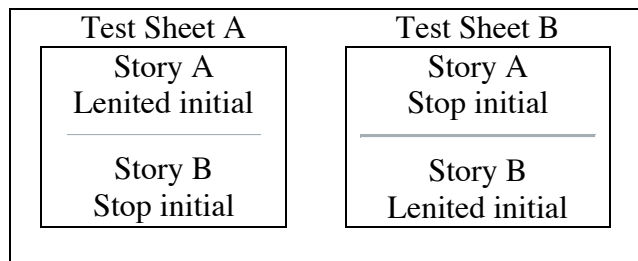 Test Sheet A
Story A
Lenited initial
Story B
Stop initial
Test Sheet B
Story A
Stop initial
Story B
Lenited initial